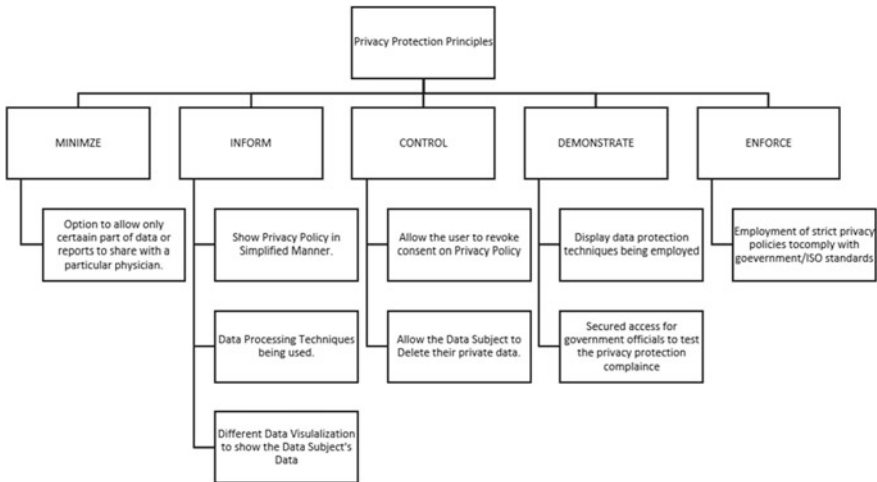 Privacy Protection Principles
MINIMZE
INFORM
CONTROL
DEMONSTRATE
ENFORCE
Option to allow only
certaain part of data or
reports to share with a
particular physician.
Show Privacy Policy in
Simplified Manner.
Allow the user to revoke
consent on Privacy Policy
Display data protection
techniques being employed
Employment of strict privacy
policies tocomply with
goevernment/ISO standards
Data Processing Techniques
being used.
Allow the Data Subject to
Delete their private data.
Secured access for
government officials to test
the privacy protection
complaince
Different Data Visulalization
to show the Data Subject's
Data